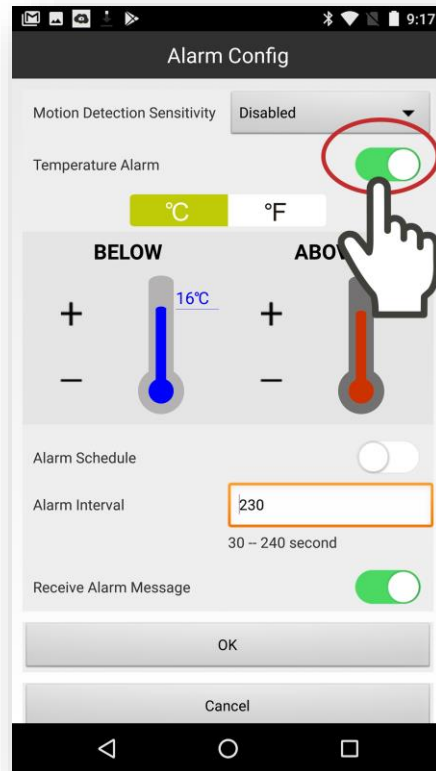 9:17
Alarm Config
Motion Detection Sensitivity Disabled
Temperature Alarm
°C °F
BELOW
16°C
+ +
– –
Alarm Schedule
Alarm Interval 230
30 -- 240 second
Receive Alarm Message
OK
Cancel